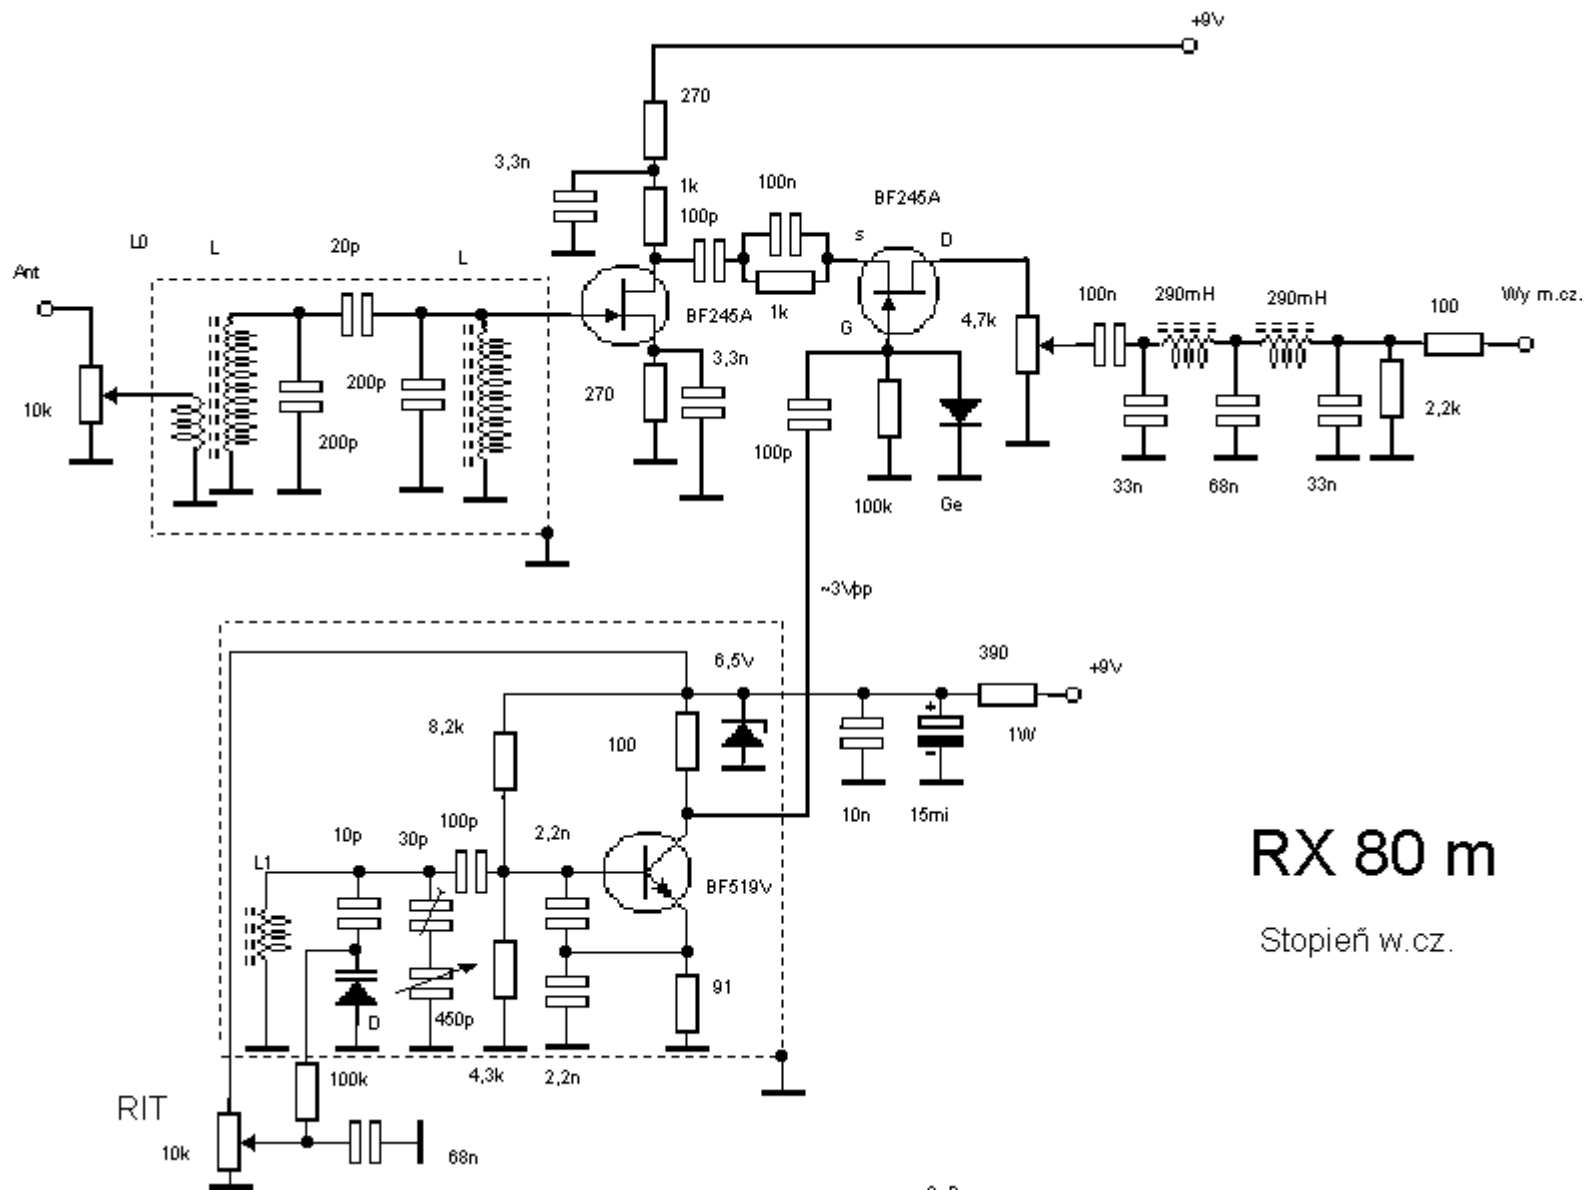 +9V
270
3,3n
1k
100n
BF245A
100p
L0
L
20p
L
s
D
Ant
BF245A
1k
G
4,7k
100n
290mH
290mH
100
Wy m.cz.
10k
200p
200p
3,3n
270
100p
100k
Ge
33n
68n
33n
2,2k
~3Vpp
6,5V
390
+9V
1W
8,2k
100
10n
15mi
+
-
L1
10p
30p
100p
2,2n
BF519V
RX 80 m
Stopieñ w.cz.
D
450p
91
100k
4,3k
2,2n
RIT
10k
68n